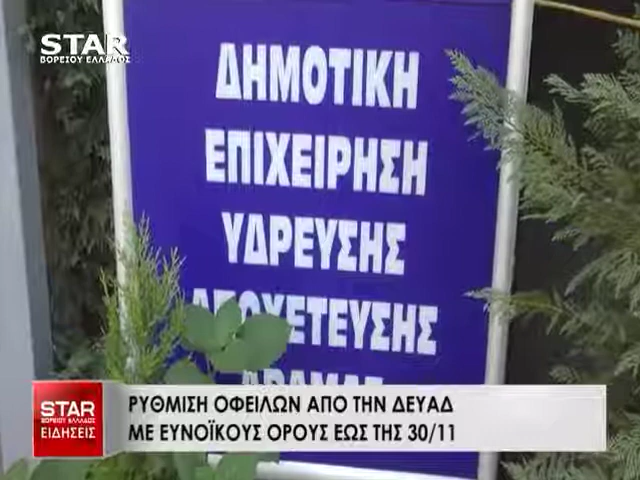 STAR
ΒΟΡΕΙΟΥ ΕΛΛΑΔΟΣ
ΔΗΜΟΤΙΚΗ
ΕΠΙΧΕΙΡΗΣΗ
ΥΔΡΕΥΣΗΣ
ΑΠΟΧΕΤΕΥΣΗΣ
ΔΡΑΜΑΣ
STAR
ΒΟΡΕΙΟΥ ΕΛΛΑΔΟΣ
ΕΙΔΗΣΕΙΣ
ΡΥΘΜΙΣΗ ΟΦΕΙΛΩΝ ΑΠΟ ΤΗΝ ΔΕΥΑΔ
ΜΕ ΕΥΝΟΪΚΟΥΣ ΟΡΟΥΣ ΕΩΣ ΤΗΣ 30/11